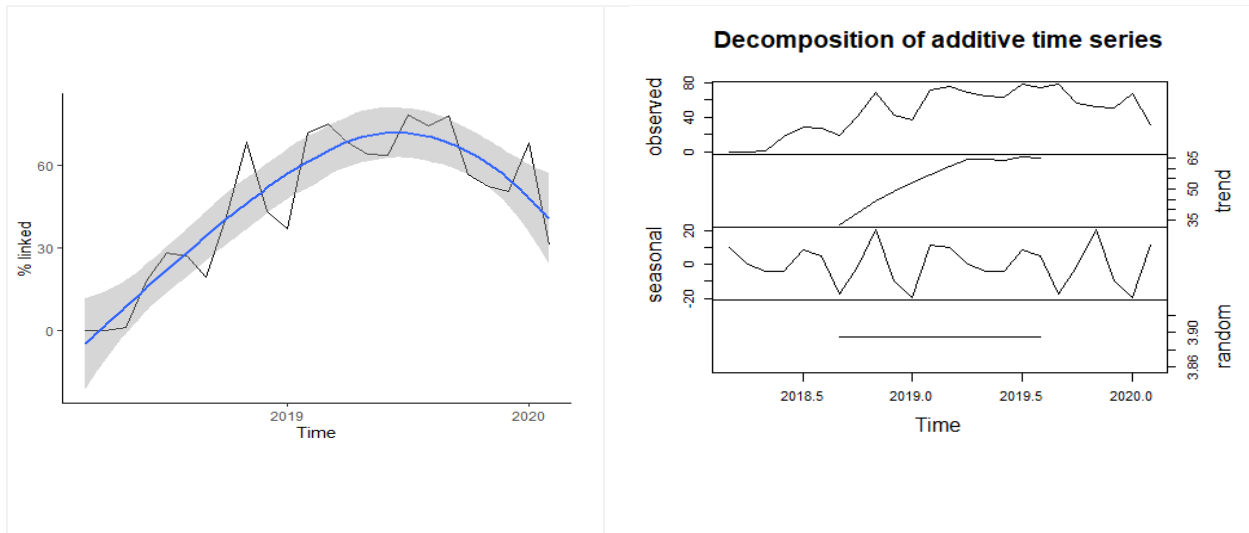 % linked
60
30
0
2019
2020
Time
Decomposition of additive time series
observed
80
40
0
trend
65
50
35
seasonal
20
0
-20
random
3.90
3.86
2018.5
2019.0
2019.5
2020.0
Time